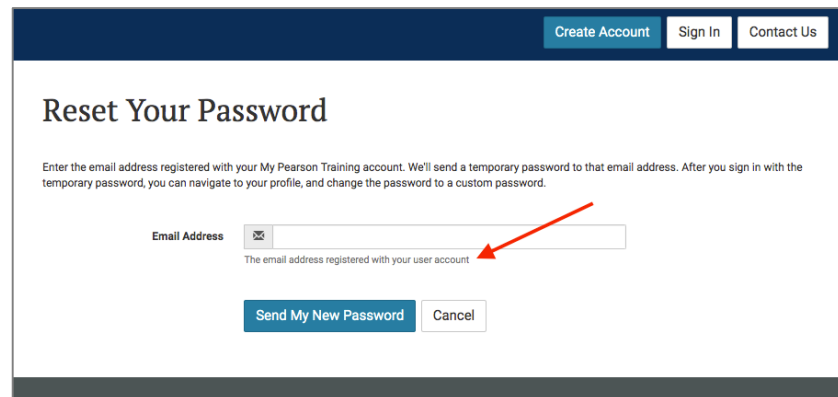 Create Account Sign In Contact Us
Reset Your Password
Enter the email address registered with your My Pearson Training account. We'll send a temporary password to that email address. After you sign in with the
temporary password, you can navigate to your profile, and change the password to a custom password.
Email Address
The email address registered with your user account
Send My New Password Cancel